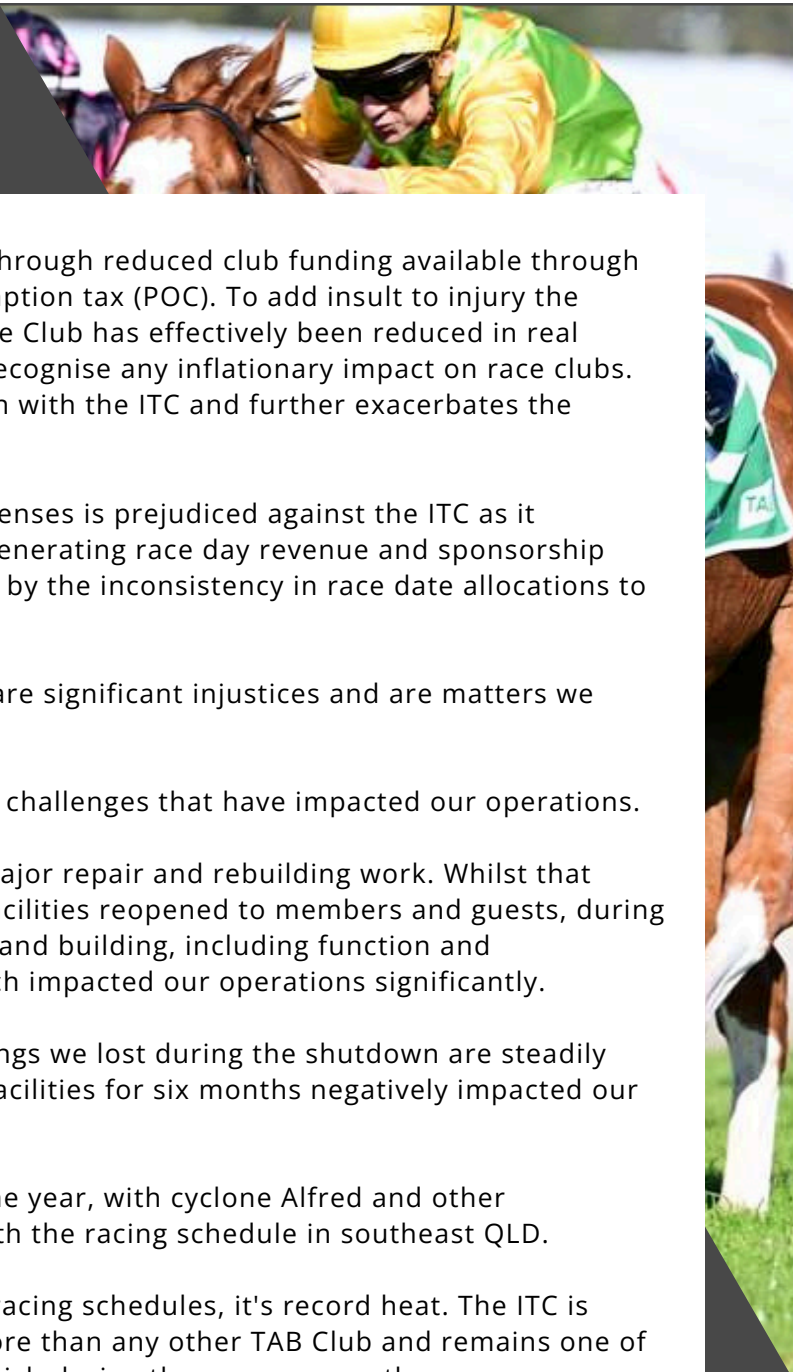 hrough reduced club funding available through
ption tax (POC). To add insult to injury the
e Club has effectively been reduced in real
ecognise any inflationary impact on race clubs.
n with the ITC and further exacerbates the
enses is prejudiced against the ITC as it
enerating race day revenue and sponsorship
by the inconsistency in race date allocations to
are significant injustices and are matters we
challenges that have impacted our operations.
ajor repair and rebuilding work. Whilst that
cilities reopened to members and guests, during
and building, including function and
ch impacted our operations significantly.
ngs we lost during the shutdown are steadily
acilities for six months negatively impacted our
ne year, with cyclone Alfred and other
th the racing schedule in southeast QLD.
racing schedules, it's record heat. The ITC is
ore than any other TAB Club and remains one of
TA